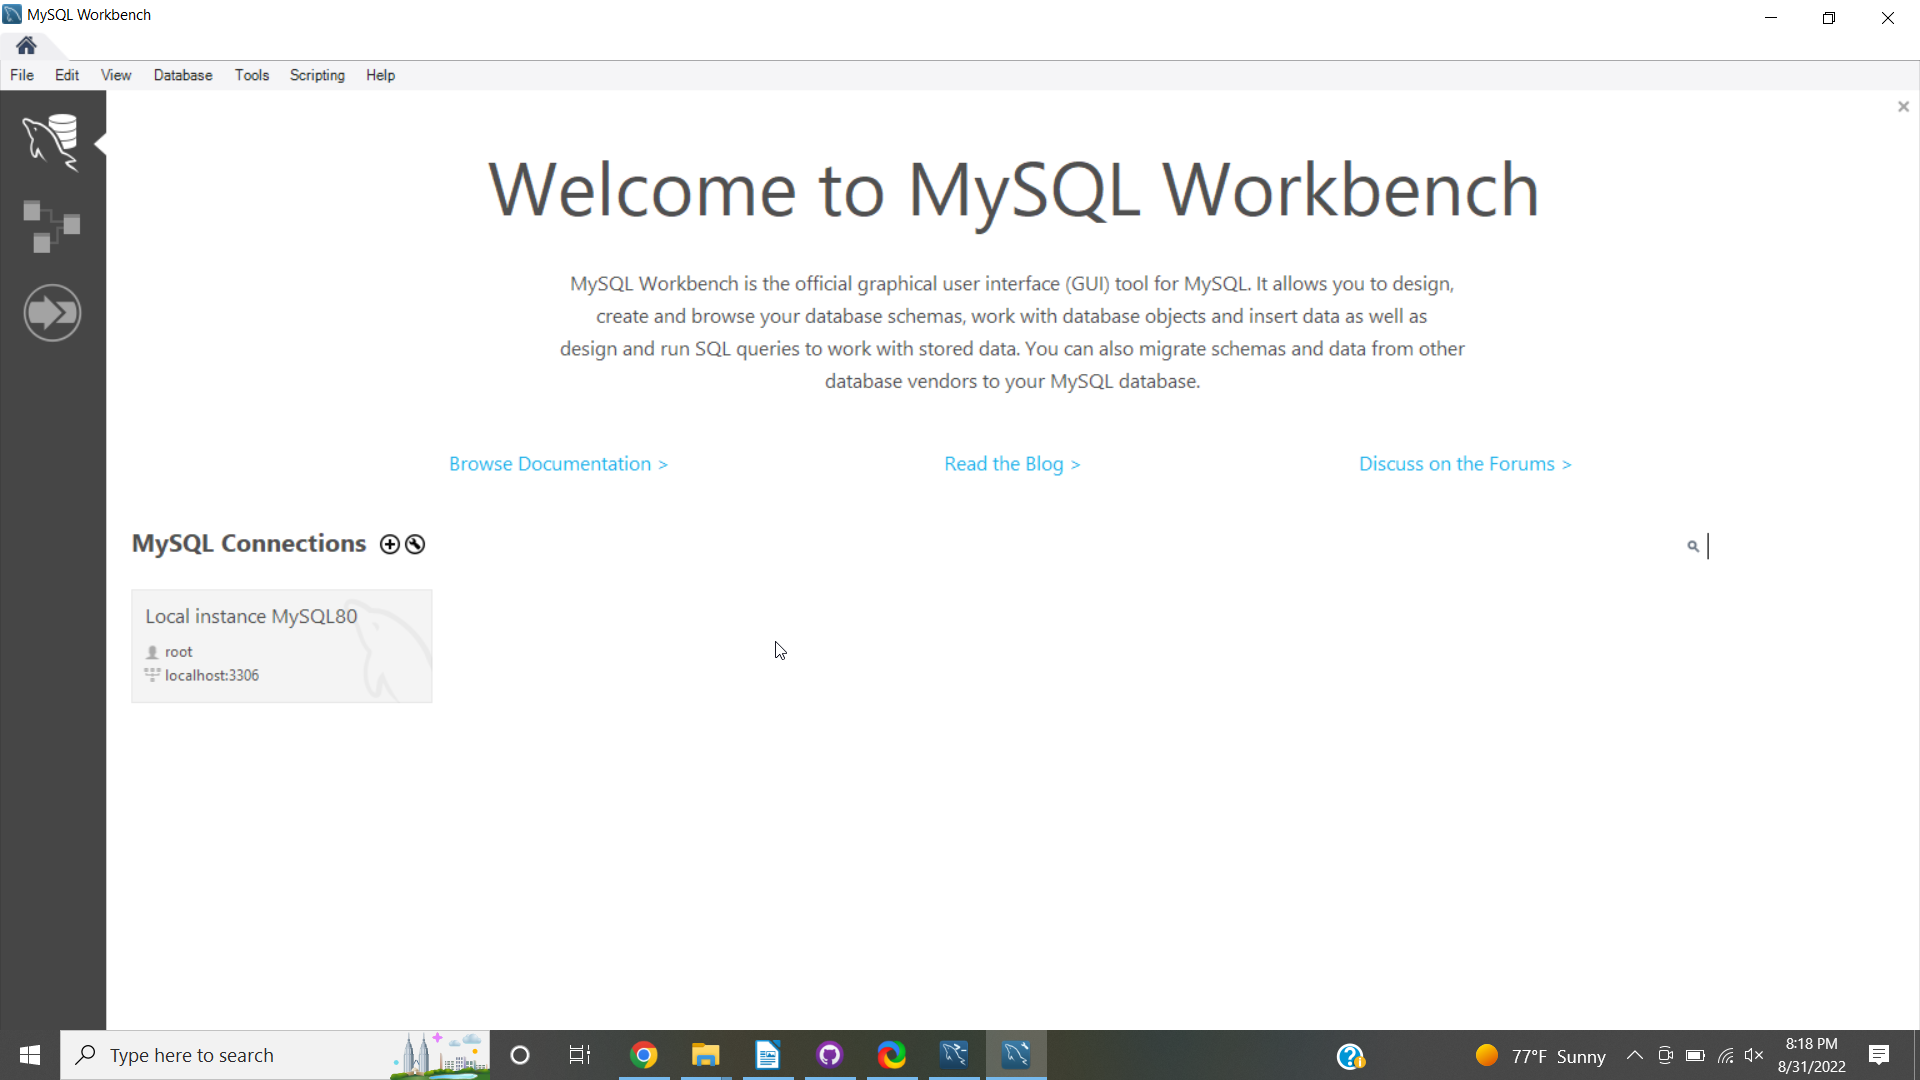 MySQL Workbench
File Edit View Database Tools Scripting Help
Welcome to MySQL Workbench
MySQL Workbench is the official graphical user interface (GUI) tool for MySQL. It allows you to design,
create and browse your database schemas, work with database objects and insert data as well as
design and run SQL queries to work with stored data. You can also migrate schemas and data from other
database vendors to your MySQL database.
Browse Documentation > Read the Blog > Discuss on the Forums >
MySQL Connections
Local instance MySQL80
root
localhost:3306
Type here to search
77°F Sunny
8:18 PM
8/31/2022